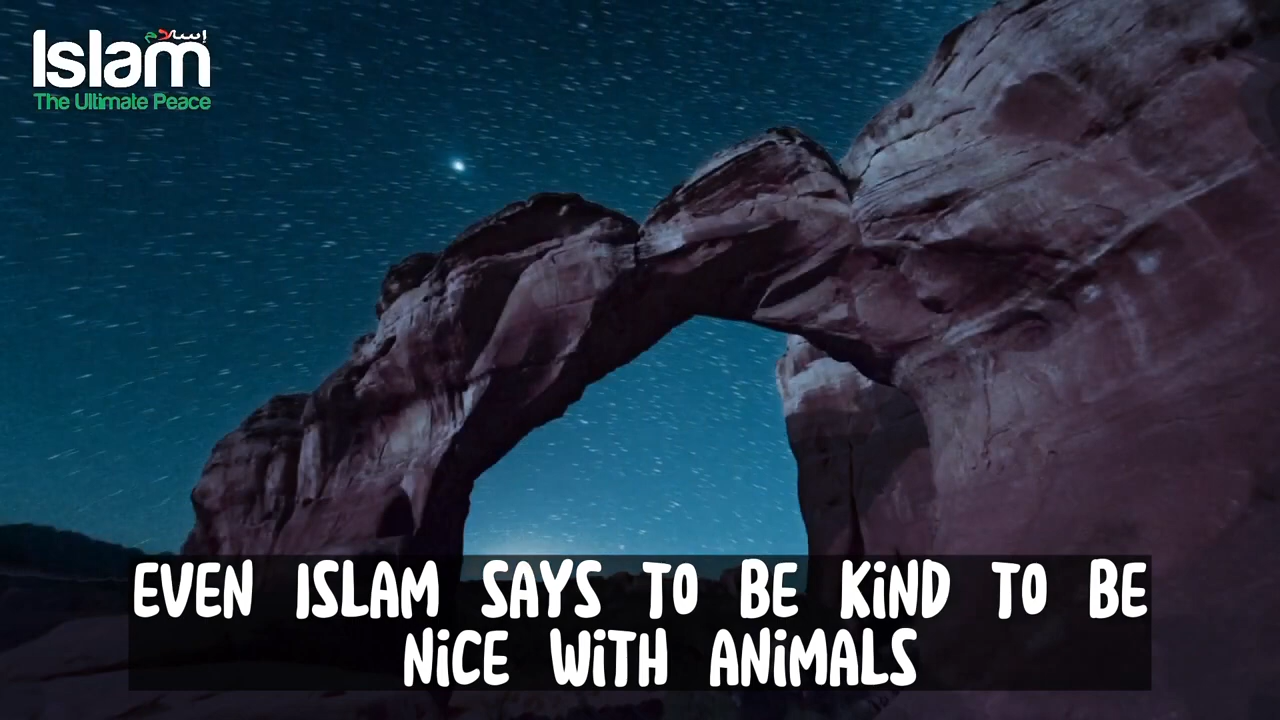 إسلام
Islam
The Ultimate Peace
EVEN ISLAM SAYS TO BE KIND TO BE
NICE WITH ANIMALS